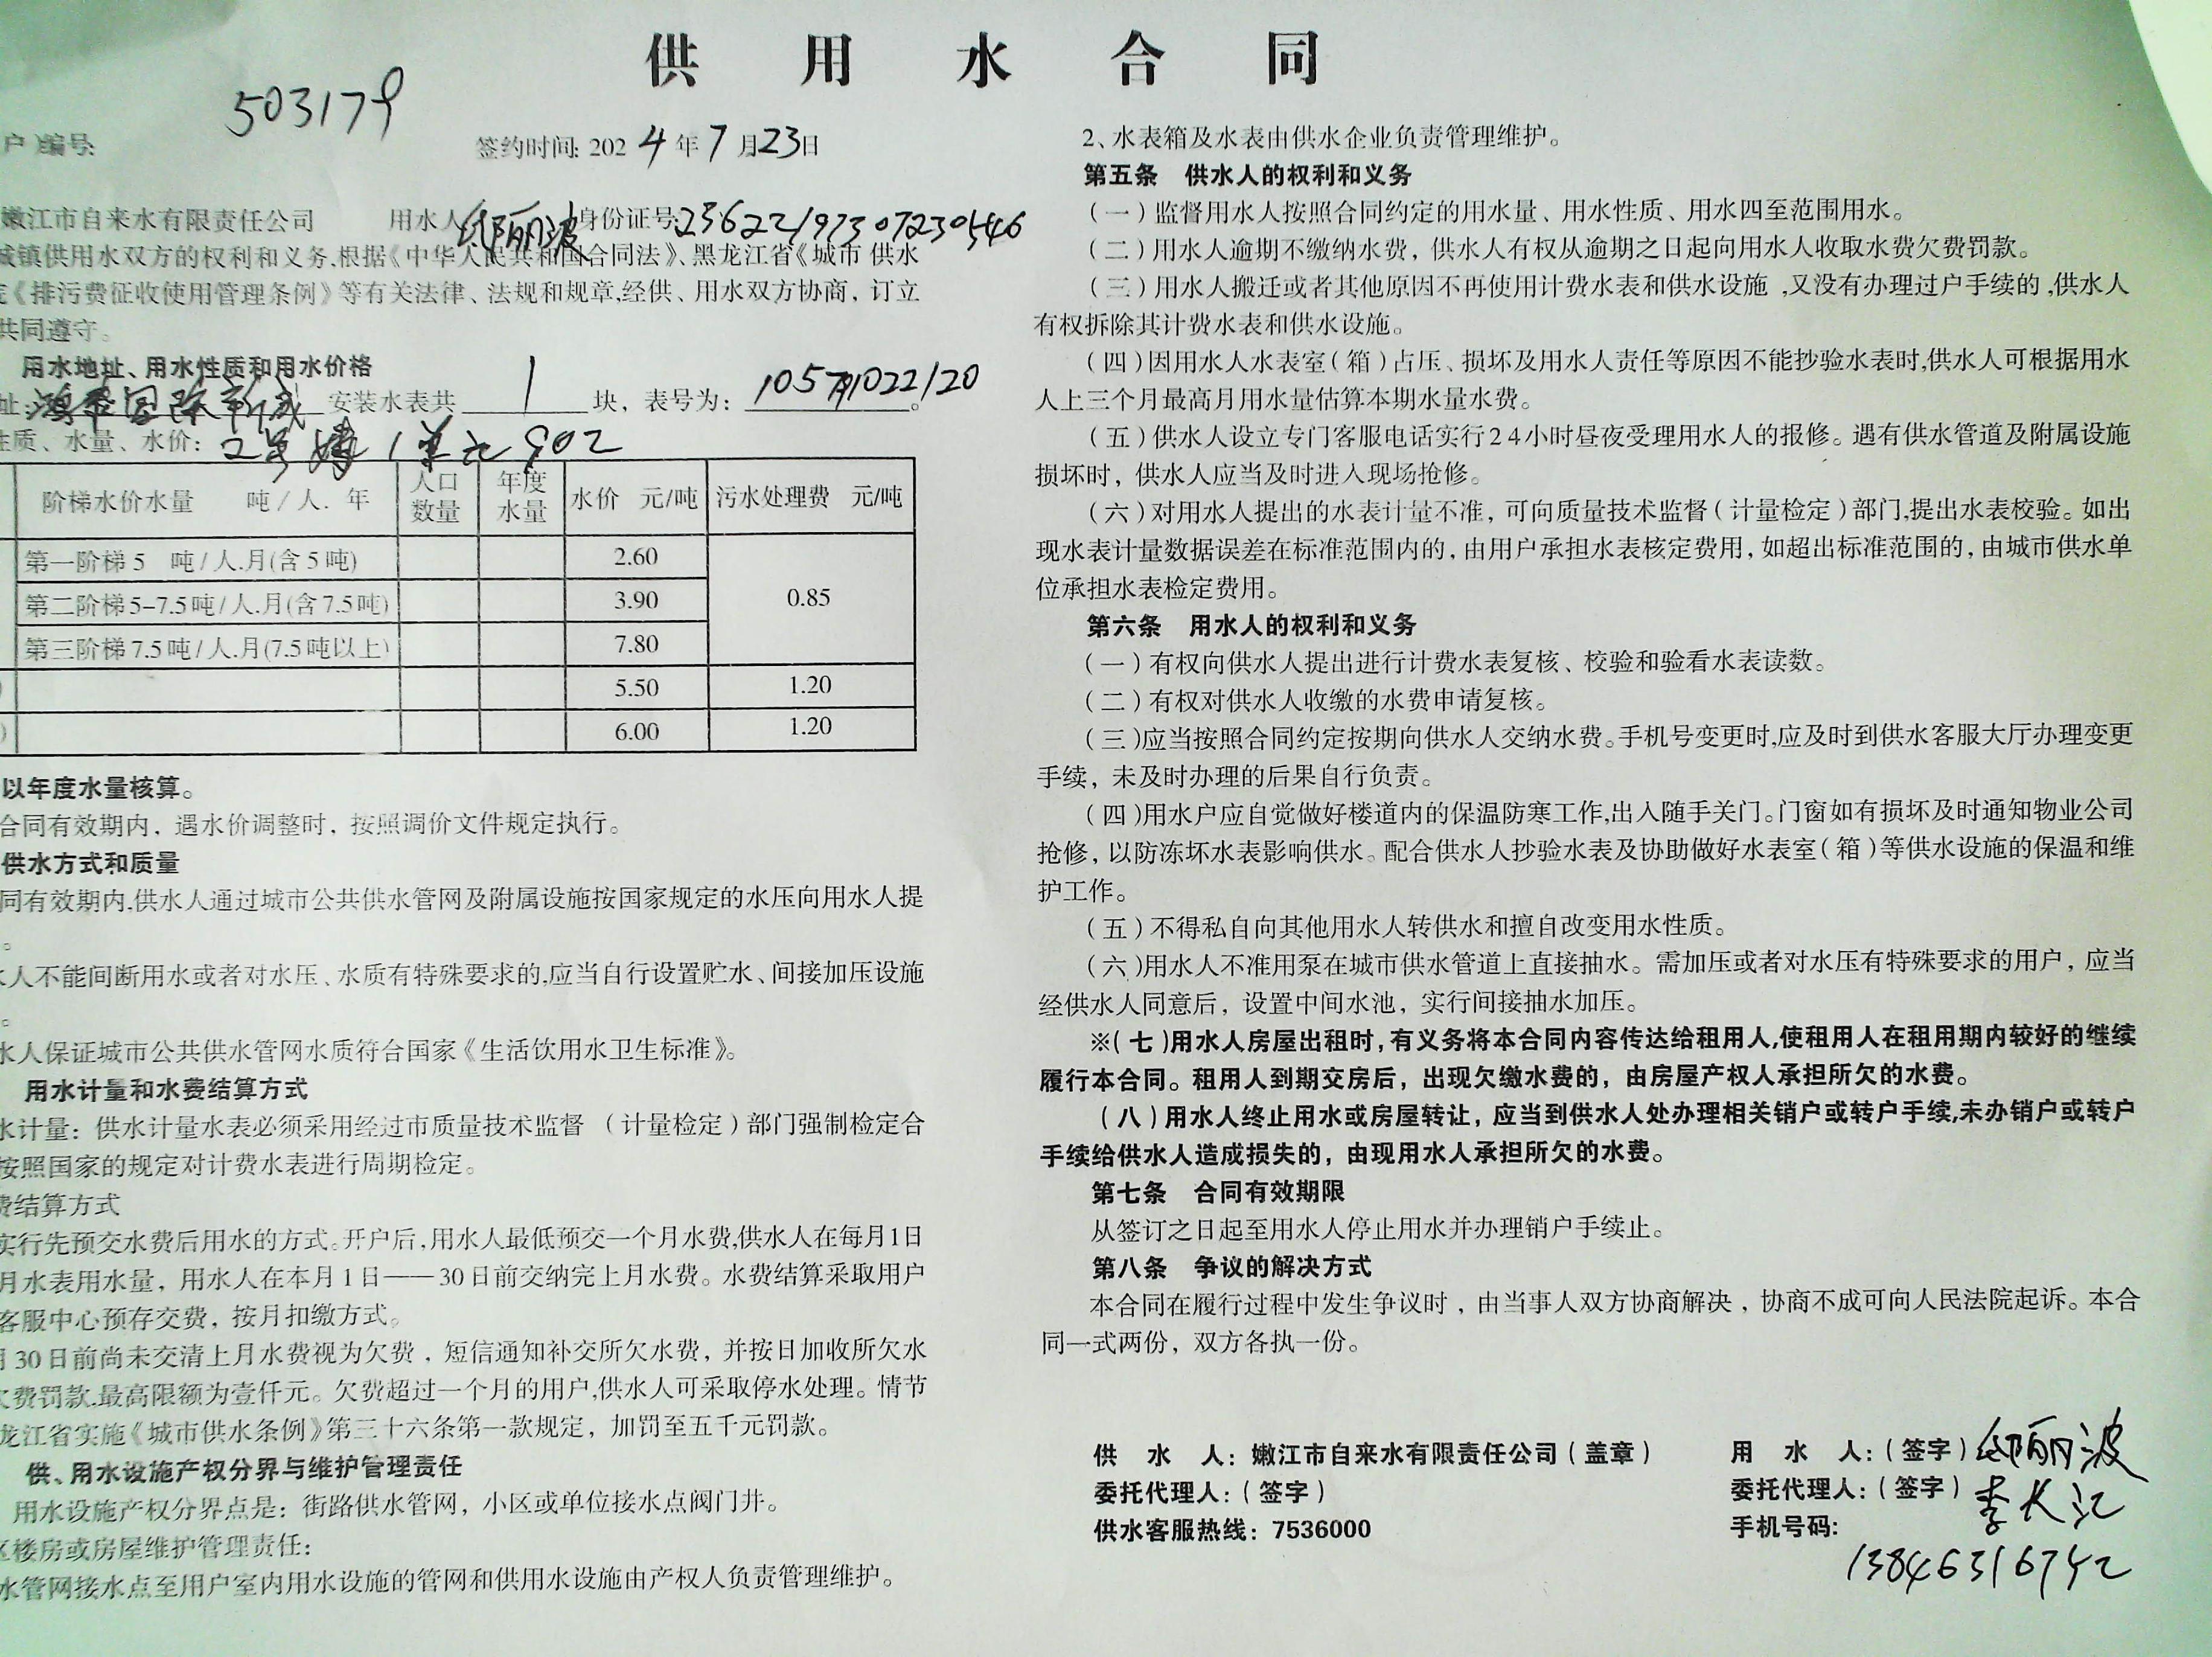 供用水合同
503179
户)编号:
签约时间: 2024年7月23日
嫩江市自来水有限责任公司 用水人 邸丽波 身份证号:
城镇供用水双方的权利和义务,根据《中华人民共和国合同法》、黑龙江省《城市 供水
《排污费征收使用管理条例》等有关法律、法规和规章,经供、用水双方协商，订立
共同遵守。
用水地址、用水性质和用水价格
址: 国际新城 安装水表共 1 块，表号为:
性质、水量、水价: 2号楼1单元902
阶梯水价水量 吨/人. 年 人口数量 年度水量 水价 元/吨 污水处理费 元/吨
第一阶梯 5 吨/人.月(含5吨) 2.60 0.85
第二阶梯 5-7.5吨/人.月(含7.5吨) 3.90
第三阶梯 7.5吨/人.月(7.5吨以上) 7.80
) 5.50 1.20
) 6.00 1.20
以年度水量核算。
合同有效期内，遇水价调整时，按照调价文件规定执行。
供水方式和质量
同有效期内,供水人通过城市公共供水管网及附属设施按国家规定的水压向用水人提
。
水人不能间断用水或者对水压、水质有特殊要求的,应当自行设置贮水、间接加压设施
。
水人保证城市公共供水管网水质符合国家《生活饮用水卫生标准》。
用水计量和水费结算方式
水计量：供水计量水表必须采用经过市质量技术监督 （计量检定）部门强制检定合
按照国家的规定对计费水表进行周期检定。
费结算方式
实行先预交水费后用水的方式。开户后,用水人最低预交一个月水费,供水人在每月1日
月水表用水量，用水人在本月1日——30日前交纳完上月水费。水费结算采取用户
客服中心预存交费，按月扣缴方式。
月30日前尚未交清上月水费视为欠费，短信通知补交所欠水费，并按日加收所欠水
欠费罚款.最高限额为壹仟元。欠费超过一个月的用户,供水人可采取停水处理。情节
龙江省实施《城市供水条例》第三十六条第一款规定，加罚至五千元罚款。
供、用水设施产权分界与维护管理责任
用水设施产权分界点是：街路供水管网，小区或单位接水点阀门井。
区楼房或房屋维护管理责任:
水管网接水点至用户室内用水设施的管网和供用水设施由产权人负责管理维护。
2、水表箱及水表由供水企业负责管理维护。
第五条 供水人的权利和义务
(一)监督用水人按照合同约定的用水量、用水性质、用水四至范围用水。
(二)用水人逾期不缴纳水费，供水人有权从逾期之日起向用水人收取水费欠费罚款。
(三)用水人搬迁或者其他原因不再使用计费水表和供水设施 ,又没有办理过户手续的 ,供水人
有权拆除其计费水表和供水设施。
(四)因用水人水表室(箱)占压、损坏及用水人责任等原因不能抄验水表时,供水人可根据用水
人上三个月最高月用水量估算本期水量水费。
(五)供水人设立专门客服电话实行24小时昼夜受理用水人的报修。遇有供水管道及附属设施
损坏时，供水人应当及时进入现场抢修。
(六)对用水人提出的水表计量不准，可向质量技术监督(计量检定)部门,提出水表校验。如出
现水表计量数据误差在标准范围内的，由用户承担水表核定费用，如超出标准范围的，由城市供水单
位承担水表检定费用。
第六条 用水人的权利和义务
(一)有权向供水人提出进行计费水表复核、校验和验看水表读数。
(二)有权对供水人收缴的水费申请复核。
(三)应当按照合同约定按期向供水人交纳水费。手机号变更时,应及时到供水客服大厅办理变更
手续，未及时办理的后果自行负责。
(四)用水户应自觉做好楼道内的保温防寒工作,出入随手关门。门窗如有损坏及时通知物业公司
抢修，以防冻坏水表影响供水。配合供水人抄验水表及协助做好水表室(箱)等供水设施的保温和维
护工作。
(五)不得私自向其他用水人转供水和擅自改变用水性质。
(六)用水人不准用泵在城市供水管道上直接抽水。需加压或者对水压有特殊要求的用户，应当
经供水人同意后，设置中间水池，实行间接抽水加压。
※(七)用水人房屋出租时,有义务将本合同内容传达给租用人,使租用人在租用期内较好的继续
履行本合同。租用人到期交房后，出现欠缴水费的，由房屋产权人承担所欠的水费。
(八)用水人终止用水或房屋转让，应当到供水人处办理相关销户或转户手续,未办销户或转户
手续给供水人造成损失的，由现用水人承担所欠的水费。
第七条 合同有效期限
从签订之日起至用水人停止用水并办理销户手续止。
第八条 争议的解决方式
本合同在履行过程中发生争议时，由当事人双方协商解决，协商不成可向人民法院起诉。本合
同一式两份，双方各执一份。
供 水 人：嫩江市自来水有限责任公司(盖章) 用 水 人:(签字) 邸丽波
委托代理人:(签字) 委托代理人:(签字) 李长江
供水客服热线：7536000 手机号码:
13846316742